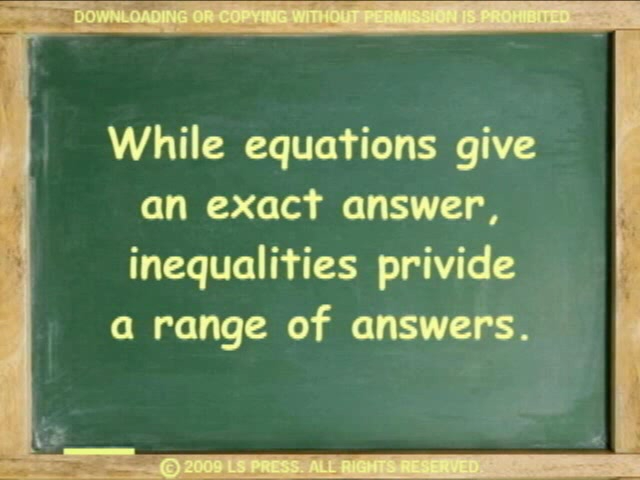 DOWNLOADING OR COPYING WITHOUT PERMISSION IS PROHIBITED
While equations give
an exact answer,
inequalities privide
a range of answers.
© 2009 LS PRESS. ALL RIGHTS RESERVED.